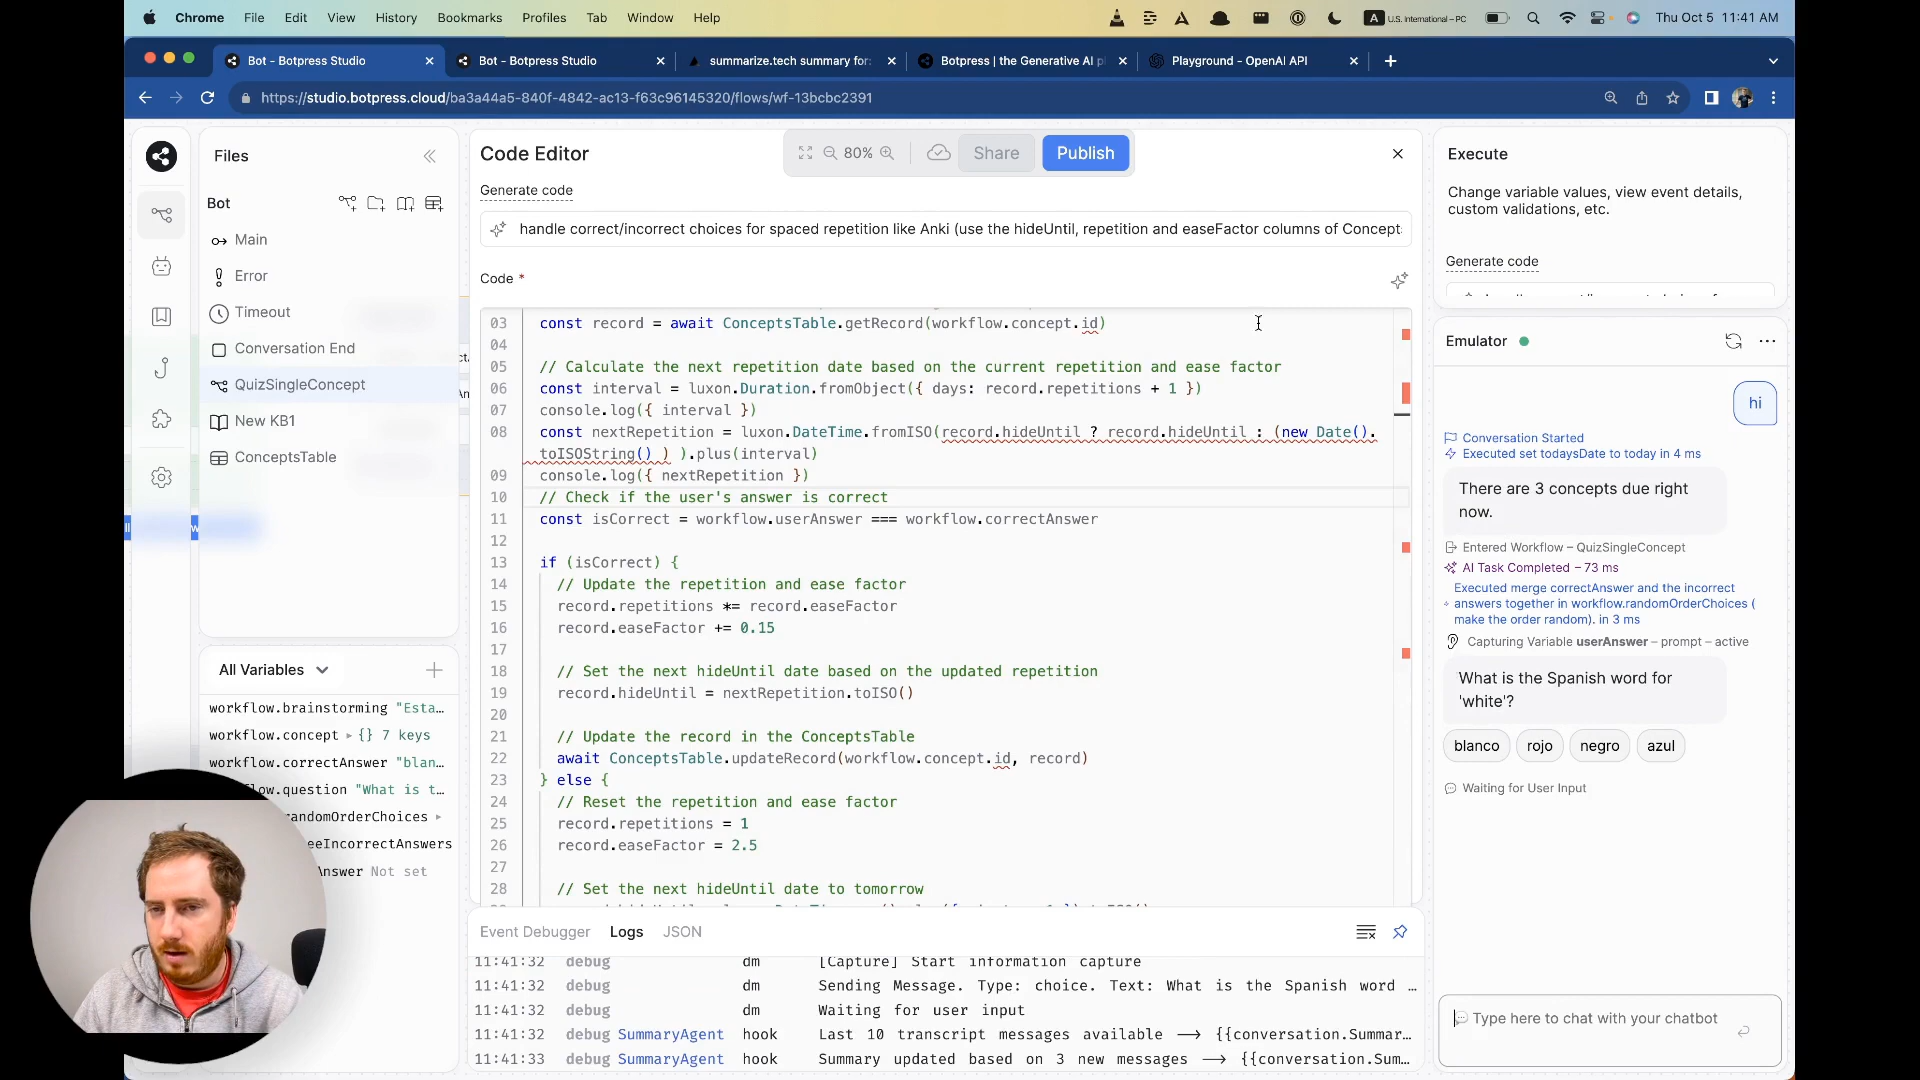 Chrome File Edit View History Bookmarks Profiles Tab Window Help
A U.S. International – PC Thu Oct 5 11:41 AM
Bot - Botpress Studio
Bot - Botpress Studio
summarize.tech summary for:
Botpress | the Generative AI pl
Playground - OpenAI API
https://studio.botpress.cloud/ba3a44a5-840f-4842-ac13-f63c96145320/flows/wf-13bcbc2391
Files
Bot
Main
Error
Timeout
Conversation End
QuizSingleConcept
New KB1
ConceptsTable
All Variables
workflow.brainstorming "Esta…
workflow.concept {} 7 keys
workflow.correctAnswer "blan…
low.question "What is t…
andomOrderChoices
eeIncorrectAnswers
Answer Not set
Code Editor
80%
Share
Publish
Generate code
handle correct/incorrect choices for spaced repetition like Anki (use the hideUntil, repetition and easeFactor columns of Concept
Code *
03 const record = await ConceptsTable.getRecord(workflow.concept.id)
04
05 // Calculate the next repetition date based on the current repetition and ease factor
06 const interval = luxon.Duration.fromObject({ days: record.repetitions + 1 })
07 console.log({ interval })
08 const nextRepetition = luxon.DateTime.fromISO(record.hideUntil ? record.hideUntil : (new Date().
toISOString() ) ).plus(interval)
09 console.log({ nextRepetition })
10 // Check if the user's answer is correct
11 const isCorrect = workflow.userAnswer === workflow.correctAnswer
12
13 if (isCorrect) {
14 // Update the repetition and ease factor
15 record.repetitions *= record.easeFactor
16 record.easeFactor += 0.15
17
18 // Set the next hideUntil date based on the updated repetition
19 record.hideUntil = nextRepetition.toISO()
20
21 // Update the record in the ConceptsTable
22 await ConceptsTable.updateRecord(workflow.concept.id, record)
23 } else {
24 // Reset the repetition and ease factor
25 record.repetitions = 1
26 record.easeFactor = 2.5
27
28 // Set the next hideUntil date to tomorrow
Event Debugger Logs JSON
11:41:32 debug dm [Capture] Start information capture
11:41:32 debug dm Sending Message. Type: choice. Text: What is the Spanish word …
11:41:32 debug dm Waiting for user input
11:41:32 debug SummaryAgent hook Last 10 transcript messages available → {{conversation.Summar…
11:41:33 debug SummaryAgent hook Summary updated based on 3 new messages → {{conversation.Sum…
Execute
Change variable values, view event details,
custom validations, etc.
Generate code
Emulator
hi
Conversation Started
Executed set todaysDate to today in 4 ms
There are 3 concepts due right
now.
Entered Workflow – QuizSingleConcept
AI Task Completed – 73 ms
Executed merge correctAnswer and the incorrect
answers together in workflow.randomOrderChoices (
make the order random). in 3 ms
Capturing Variable userAnswer – prompt – active
What is the Spanish word for
'white'?
blanco rojo negro azul
Waiting for User Input
Type here to chat with your chatbot